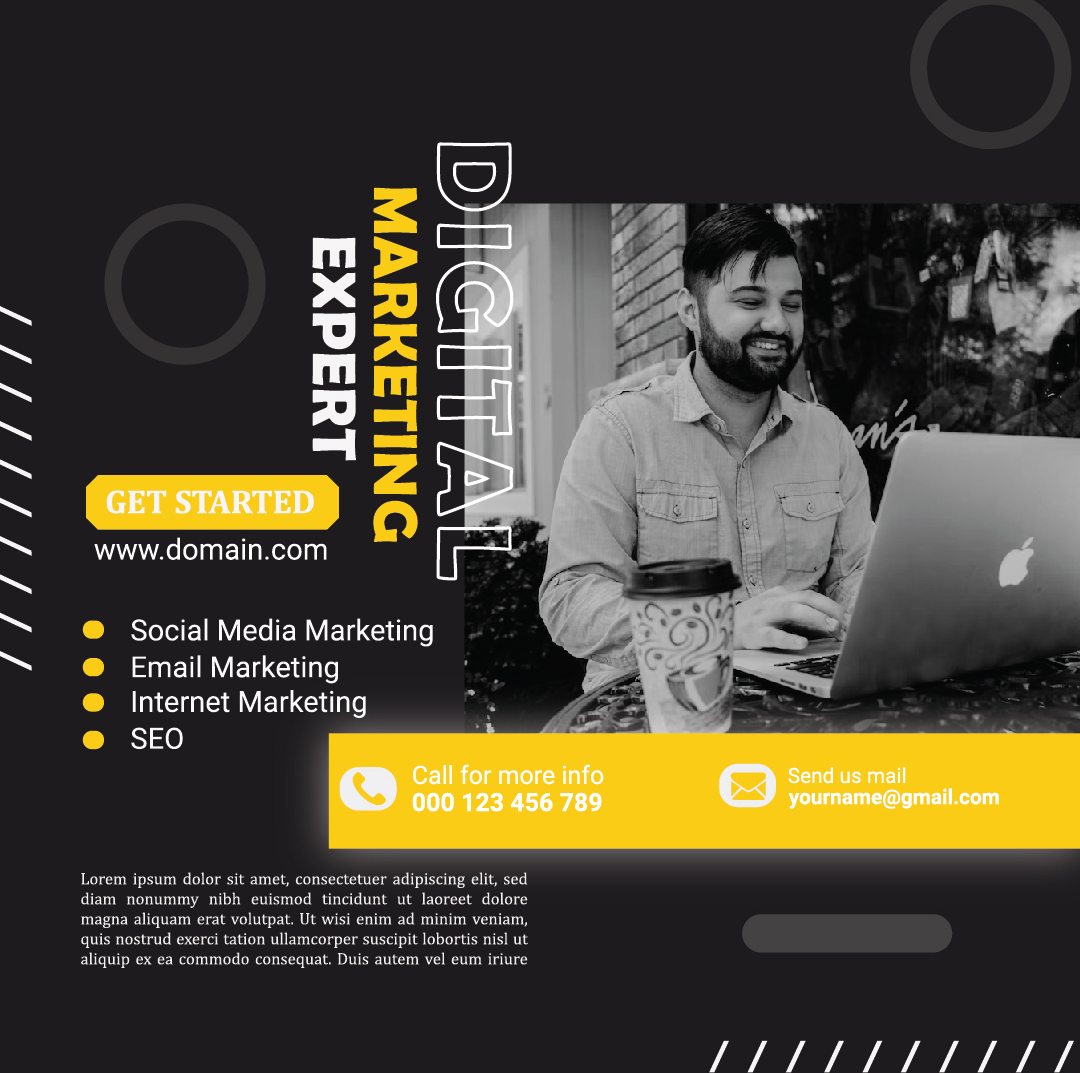 DIGITAL
MARKETING
EXPERT
GET STARTED
www.domain.com
Social Media Marketing
Email Marketing
Internet Marketing
SEO
Call for more info
000 123 456 789
Send us mail
yourname@gmail.com
Lorem ipsum dolor sit amet, consectetuer adipiscing elit, sed
diam nonummy nibh euismod tincidunt ut laoreet dolore
magna aliquam erat volutpat. Ut wisi enim ad minim veniam,
quis nostrud exerci tation ullamcorper suscipit lobortis nisl ut
aliquip ex ea commodo consequat. Duis autem vel eum iriure